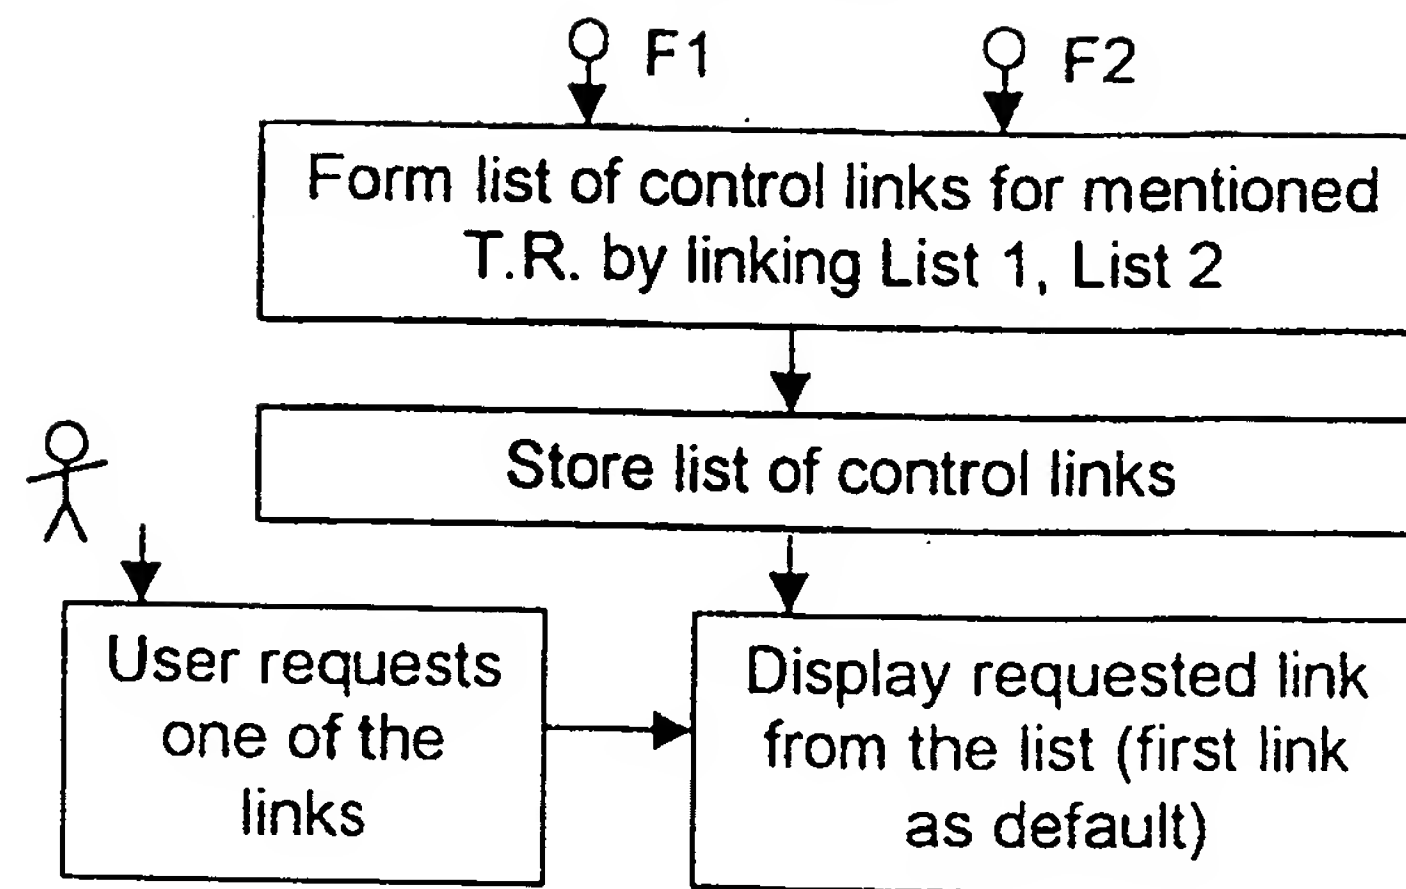 F1
F2
Form list of control links for mentioned
T.R. by linking List 1, List 2
Store list of control links
User requests
one of the
links
Display requested link
from the list (first link
as default)